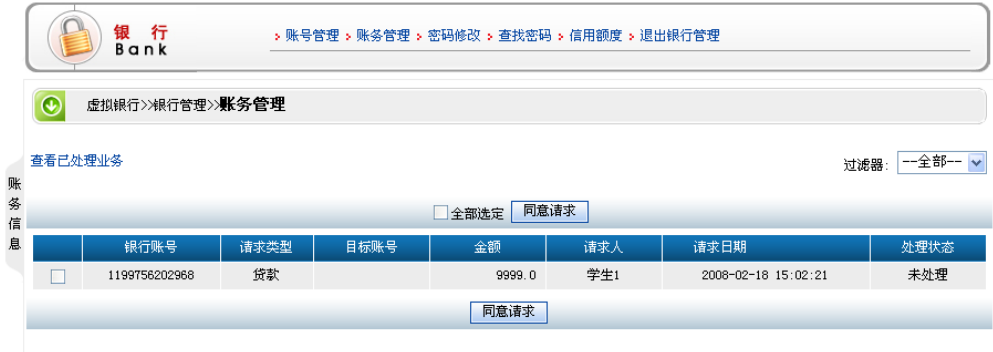 银 行
Bank
账号管理 账务管理 密码修改 查找密码 信用额度 退出银行管理
虚拟银行>>银行管理>>账务管理
查看已处理业务
过滤器: --全部--
账务信息
全部选定 同意请求
银行账号 请求类型 目标账号 金额 请求人 请求日期 处理状态
1199756202968 贷款 9999.0 学生1 2008-02-18 15:02:21 未处理
同意请求